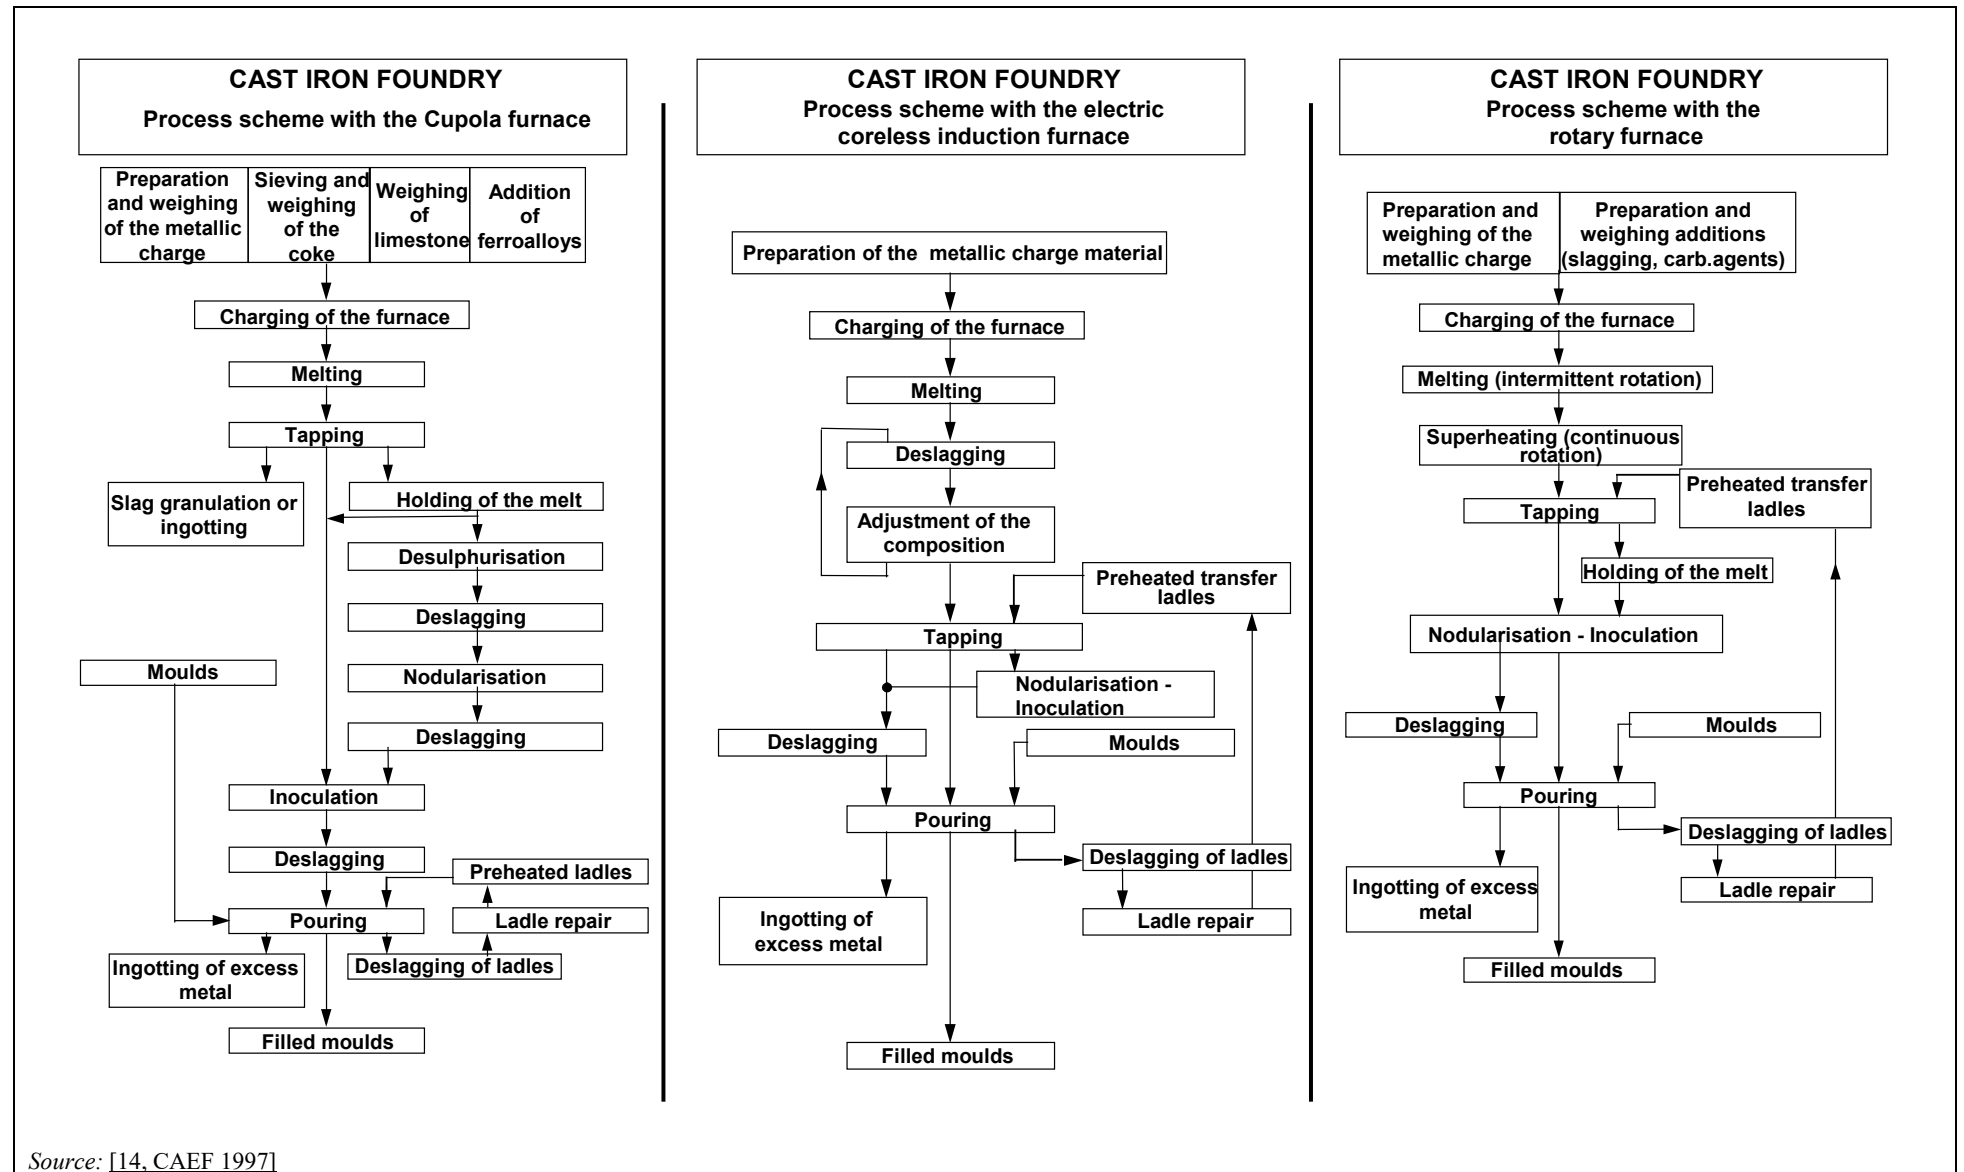 CAST IRON FOUNDRY
Process scheme with the Cupola furnace
Preparation
and weighing
of the metallic
charge
Sieving and
weighing
of the
coke
Weighing
of
limestone
Addition
of
ferroalloys
Charging of the furnace
Melting
Tapping
Slag granulation or
ingotting
Holding of the melt
Desulphurisation
Deslagging
Nodularisation
Deslagging
Moulds
Inoculation
Deslagging
Preheated ladles
Pouring
Ladle repair
Ingotting of excess
metal
Deslagging of ladles
Filled moulds
CAST IRON FOUNDRY
Process scheme with the electric
coreless induction furnace
Preparation of the metallic charge material
Charging of the furnace
Melting
Deslagging
Adjustment of the
composition
Preheated transfer
ladles
Tapping
Nodularisation -
Inoculation
Deslagging
Moulds
Pouring
Deslagging of ladles
Ingotting of
excess metal
Ladle repair
Filled moulds
CAST IRON FOUNDRY
Process scheme with the
rotary furnace
Preparation and
weighing of the
metallic charge
Preparation and
weighing additions
(slagging, carb.agents)
Charging of the furnace
Melting (intermittent rotation)
Superheating (continuous
rotation)
Preheated transfer
ladles
Tapping
Holding of the melt
Nodularisation - Inoculation
Deslagging
Moulds
Pouring
Deslagging of ladles
Ingotting of excess
metal
Ladle repair
Filled moulds
Source: [14, CAEF 1997]